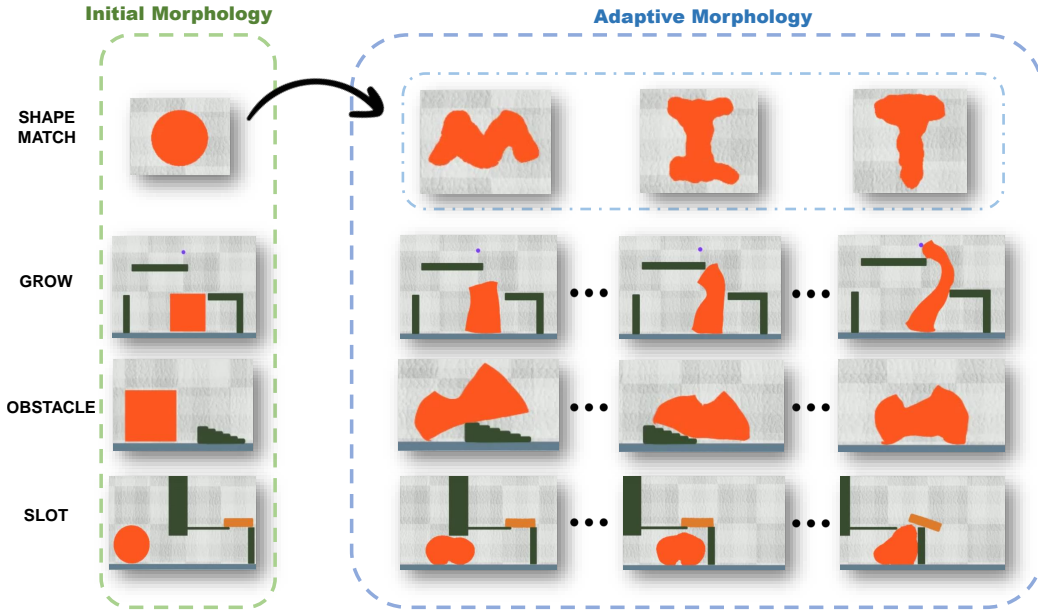 Initial Morphology
Adaptive Morphology
SHAPE
MATCH
GROW
OBSTACLE
SLOT